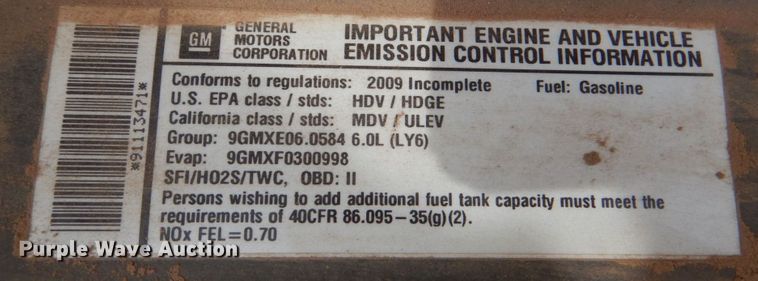 GM
GENERAL
MOTORS
CORPORATION
IMPORTANT ENGINE AND VEHICLE
EMISSION CONTROL INFORMATION
*91113471*
Conforms to regulations: 2009 Incomplete Fuel: Gasoline
U.S. EPA class / stds: HDV / HDGE
California class / stds: MDV / ULEV
Group: 9GMXE06.0584 6.0L (LY6)
Evap: 9GMXF0300998
SFI/HO2S/TWC, OBD: II
Persons wishing to add additional fuel tank capacity must meet the
requirements of 40CFR 86.095-35(g)(2).
NOx FEL=0.70
Purple Wave Auction